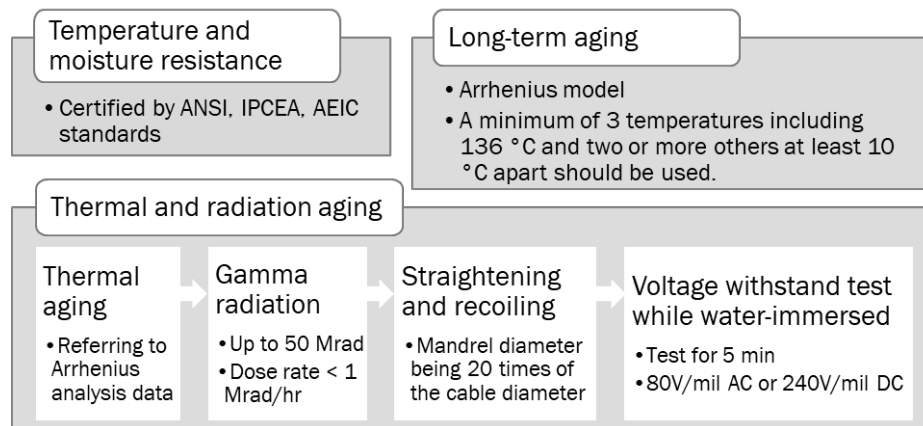 Temperature and
moisture resistance
• Certified by ANSI, IPCEA, AEIC
standards
Long-term aging
• Arrhenius model
• A minimum of 3 temperatures including
136 °C and two or more others at least 10
°C apart should be used.
Thermal and radiation aging
Thermal
aging
• Referring to
Arrhenius
analysis data
Gamma
radiation
• Up to 50 Mrad
• Dose rate < 1
Mrad/hr
Straightening
and recoiling
• Mandrel diameter
being 20 times of
the cable diameter
Voltage withstand test
while water-immersed
• Test for 5 min
• 80V/mil AC or 240V/mil DC